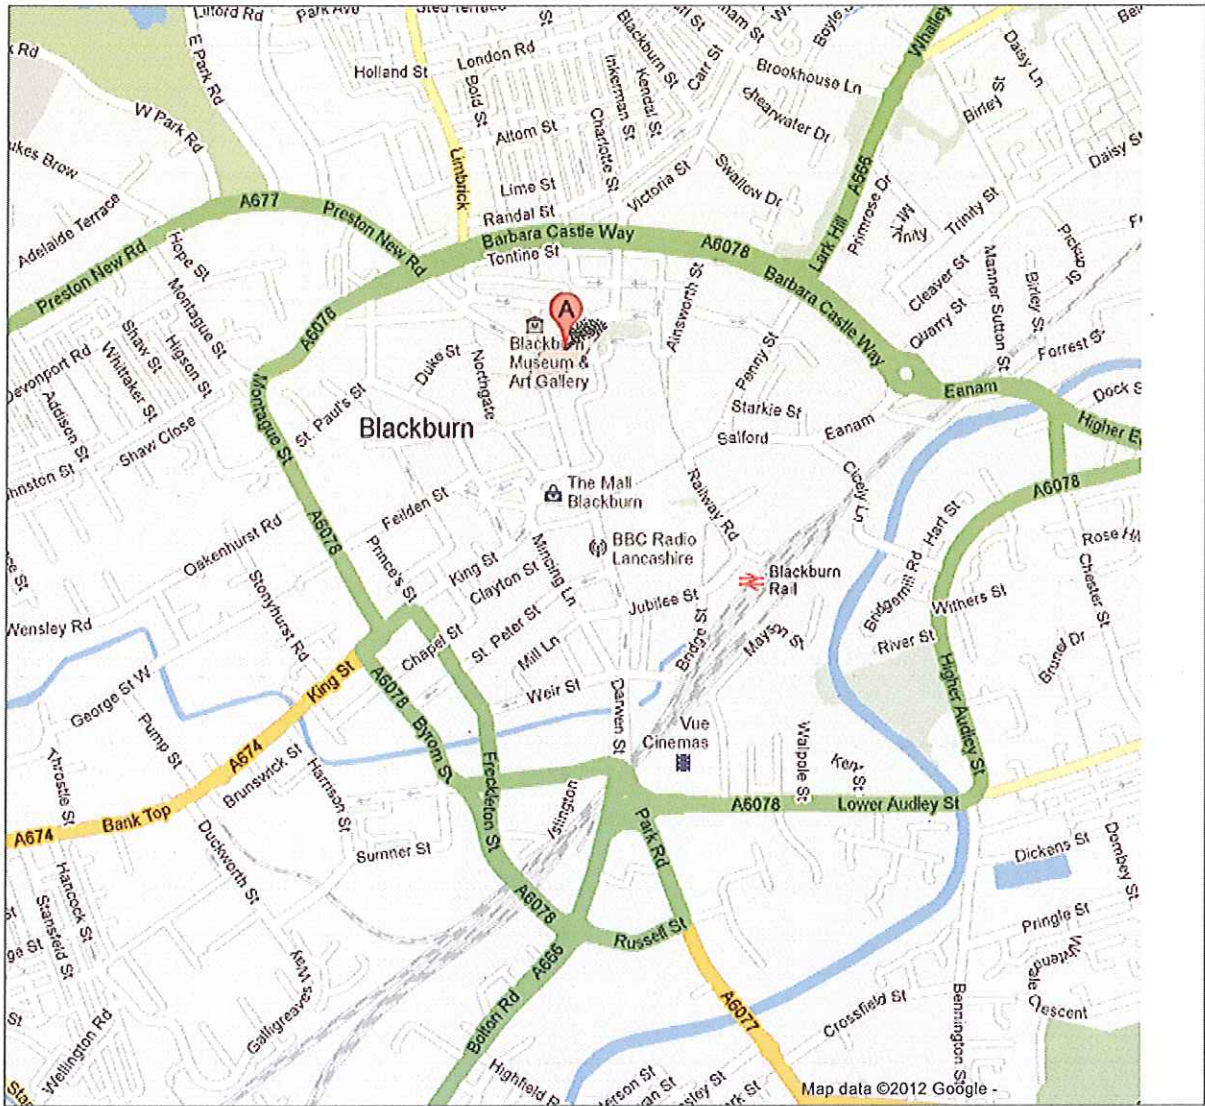 Lilford Rd
Park Ave
London Rd
Holland St
Bold St
Blackburn St
Inkerman St
Kendal St
Carr St
Brookhouse Ln
Whalley
Daisy Ln
Birley St
E Park Rd
W Park Rd
Altom St
Charlotte St
Shearwater Dr
Daisy St
Limbrick
Lime St
Victoria St
Swallow Dr
A666
Primrose Dr
Trinity St
Adelaide Terrace
A677
Preston New Rd
Randal St
Barbara Castle Way
A6078
Lark Hill
Pickup St
Tontine St
Hope St
Preston New Rd
Montague St
Ainsworth St
Barbara Castle Way
Cleaver St
Manner Sutton St
Birley St
A6078
A
Quarry St
Devonport Rd
Shaw St
Higson St
Whittaker St
Duke St
Northgate
Blackburn
Museum &
Art Gallery
Penny St
Forrest St
Addison St
Montague St
St. Paul's St
Eanam
Dock S
Shaw Close
Blackburn
Starkie St
Salford
Eanam
Higher E
The Mall
Blackburn
Railway Rd
Cicely Ln
A6078
Feilden St
A6078
Oakenhurst Rd
Prince's St
King St
Clayton St
Mincing Ln
BBC Radio
Lancashire
Hart St
Rose H
Stonyhurst Rd
Blackburn
Rail
Bridgemill Rd
Chester St
Wensley Rd
Jubilee St
Withers St
Chapel St
St. Peter St
Mill Ln
Bridge St
Mayson St
River St
Brunel Dr
King St
George St W
A6078
Weir St
Darwen St
Higher Audley St
Pump St
Byrom St
Vue
Cinemas
Walpole St
Kent St
A674
Throstle St
Brunswick St
Harrison St
Freckleton St
Islington
A6078
Lower Audley St
A674
Bank Top
Duckworth St
Sumner St
Park Rd
Dickens St
Dombey St
Hancock St
Stansfeld St
A6078
Russell St
Pringle St
A666
Galligreaves Way
A6077
Crossfield St
Bennington St
Crescent
Wellington Rd
Bolton Rd
Highfield R
Map data ©2012 Google -